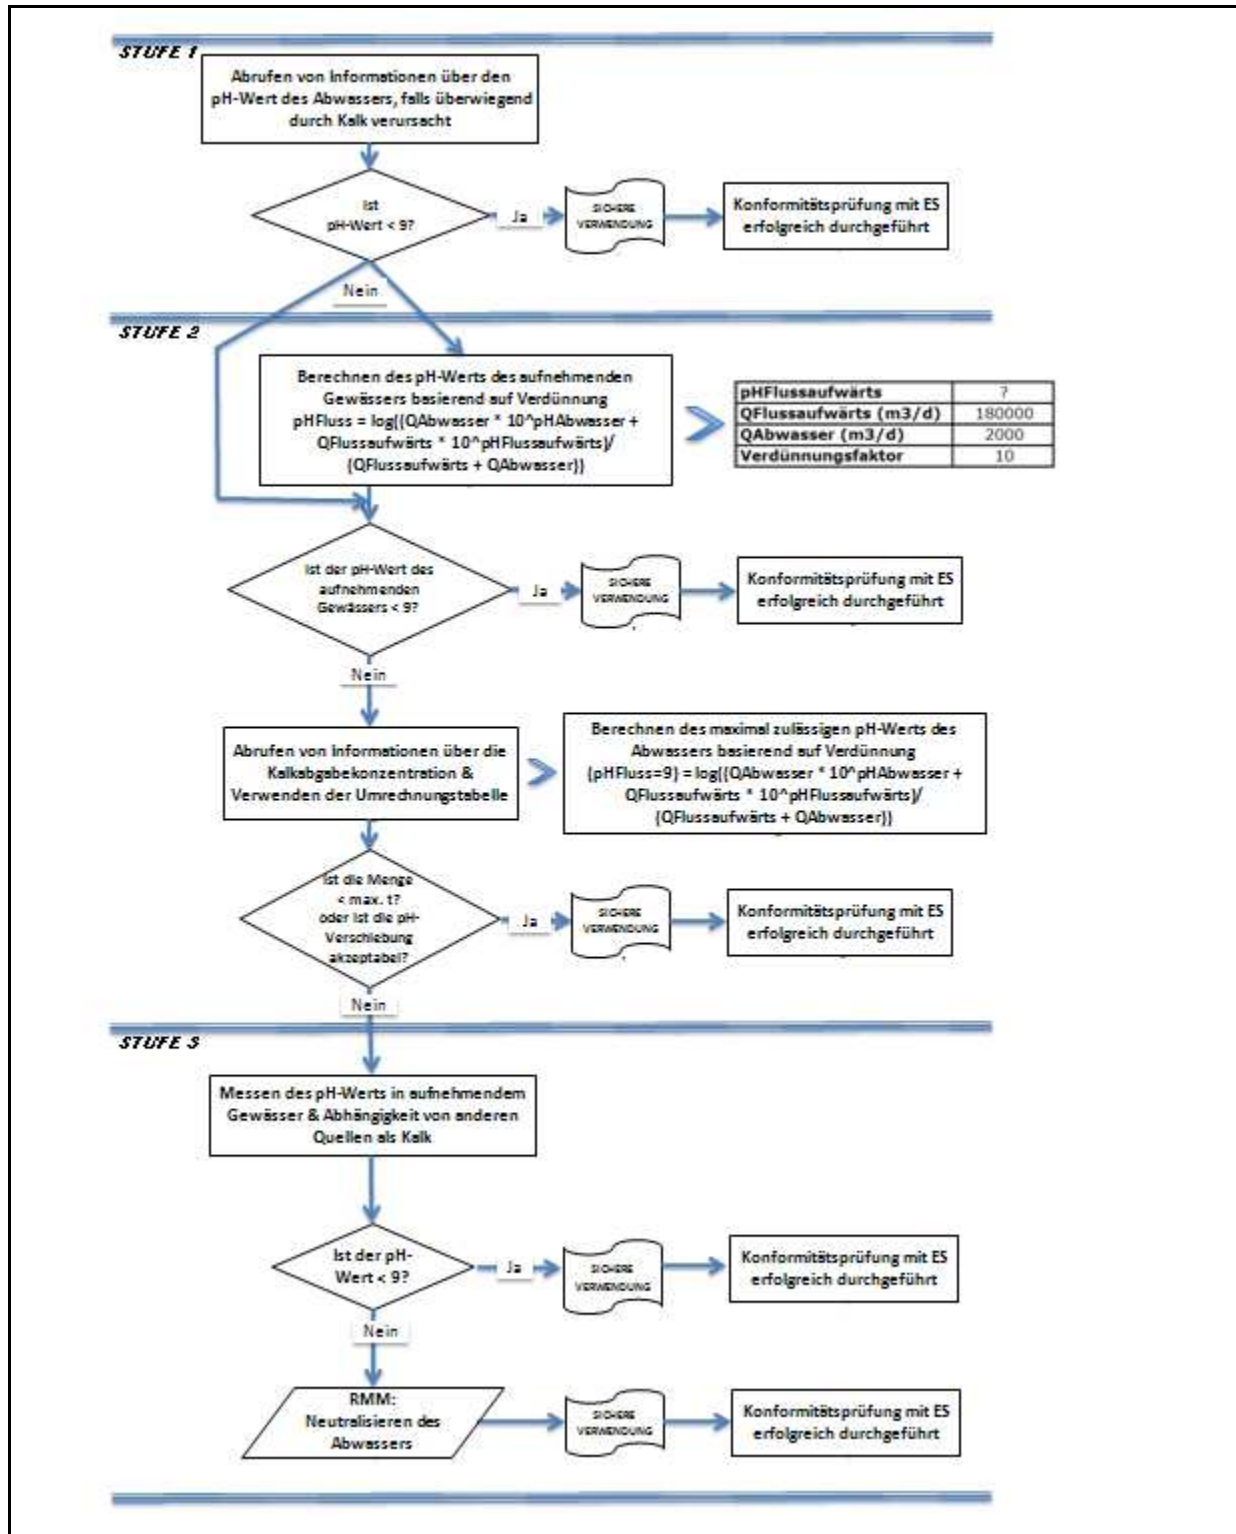 STUFE 1
Abrufen von Informationen über den
pH-Wert des Abwassers, falls überwiegend
durch Kalk verursacht
Ist
pH-Wert < 9?
Ja
SICHERE
VERWENDUNG
Konformitätsprüfung mit ES
erfolgreich durchgeführt
Nein
STUFE 2
Berechnen des pH-Werts des aufnehmenden
Gewässers basierend auf Verdünnung
pHFluss = log((QAbwasser * 10^pHAbwasser +
QFlussaufwärts * 10^pHFlussaufwärts)/
(QFlussaufwärts + QAbwasser))
pHFlussaufwärts ?
QFlussaufwärts (m3/d) 180000
QAbwasser (m3/d) 2000
Verdünnungsfaktor 10
Ist der pH-Wert des
aufnehmenden
Gewässers < 9?
Ja
SICHERE
VERWENDUNG
Konformitätsprüfung mit ES
erfolgreich durchgeführt
Nein
Abrufen von Informationen über die
Kalkabgabekonzentration &
Verwenden der Umrechnungstabelle
Berechnen des maximal zulässigen pH-Werts des
Abwassers basierend auf Verdünnung
(pHFluss=9) = log((QAbwasser * 10^pHAbwasser +
QFlussaufwärts * 10^pHFlussaufwärts)/
(QFlussaufwärts + QAbwasser))
Ist die Menge
< max. t?
oder ist die pH-
Verschiebung
akzeptabel?
Ja
SICHERE
VERWENDUNG
Konformitätsprüfung mit ES
erfolgreich durchgeführt
Nein
STUFE 3
Messen des pH-Werts in aufnehmendem
Gewässer & Abhängigkeit von anderen
Quellen als Kalk
Ist der pH-
Wert < 9?
Ja
SICHERE
VERWENDUNG
Konformitätsprüfung mit ES
erfolgreich durchgeführt
Nein
RMM:
Neutralisieren des
Abwassers
SICHERE
VERWENDUNG
Konformitätsprüfung mit ES
erfolgreich durchgeführt